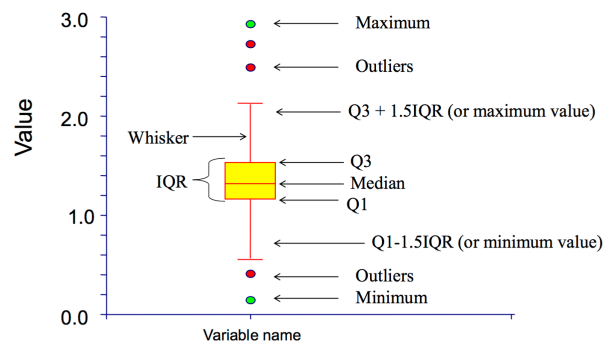 3.0
Maximum
Outliers
Value
2.0
Q3 + 1.5IQR (or maximum value)
Whisker
Q3
IQR
Median
Q1
1.0
Q1-1.5IQR (or minimum value)
Outliers
Minimum
0.0
Variable name